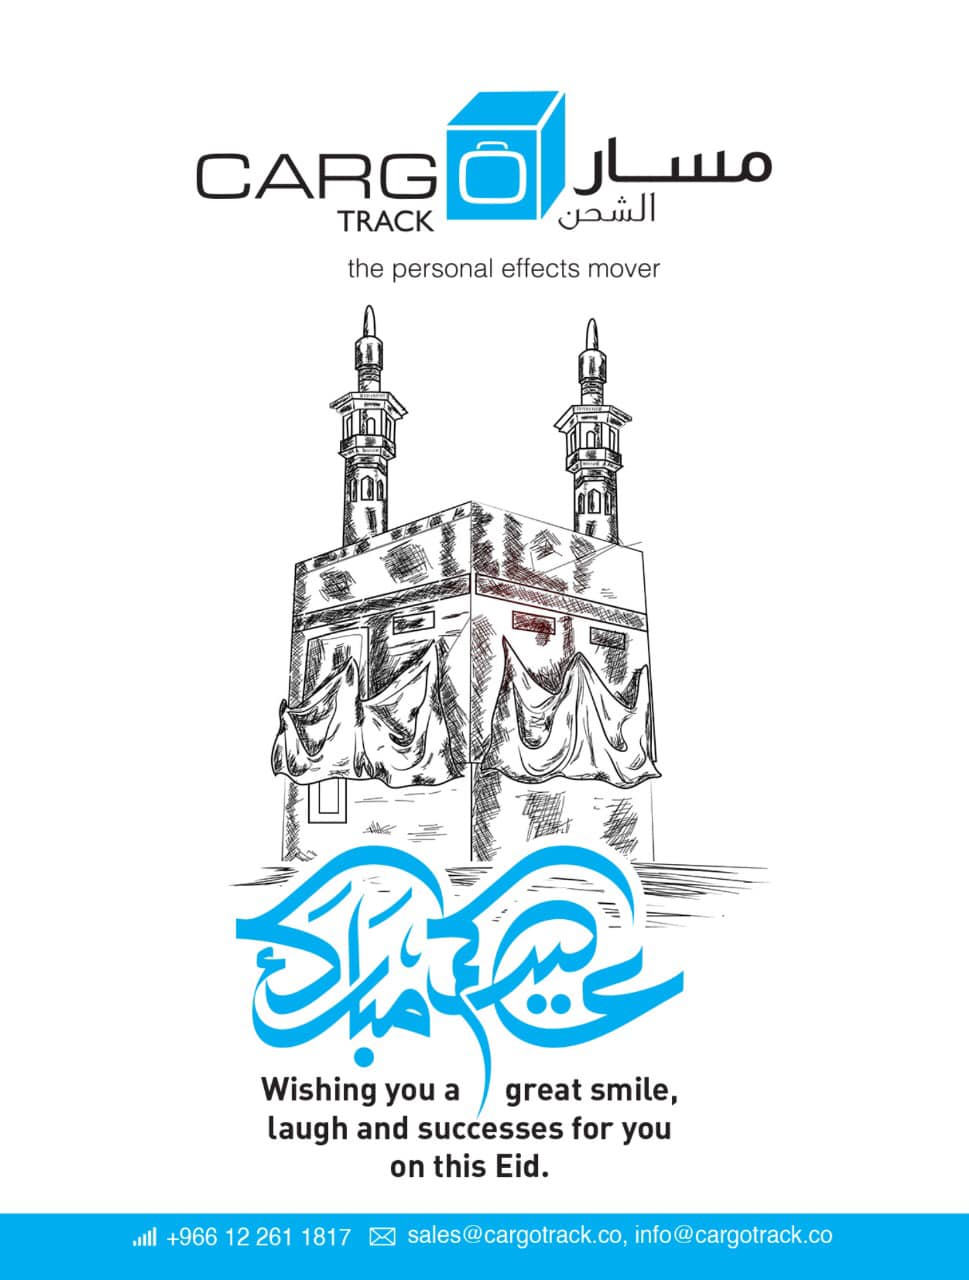 CARGO مسار
TRACK الشحن
the personal effects mover
عيدكم مبارك
Wishing you a great smile,
laugh and successes for you
on this Eid.
+966 12 261 1817 sales@cargotrack.co, info@cargotrack.co